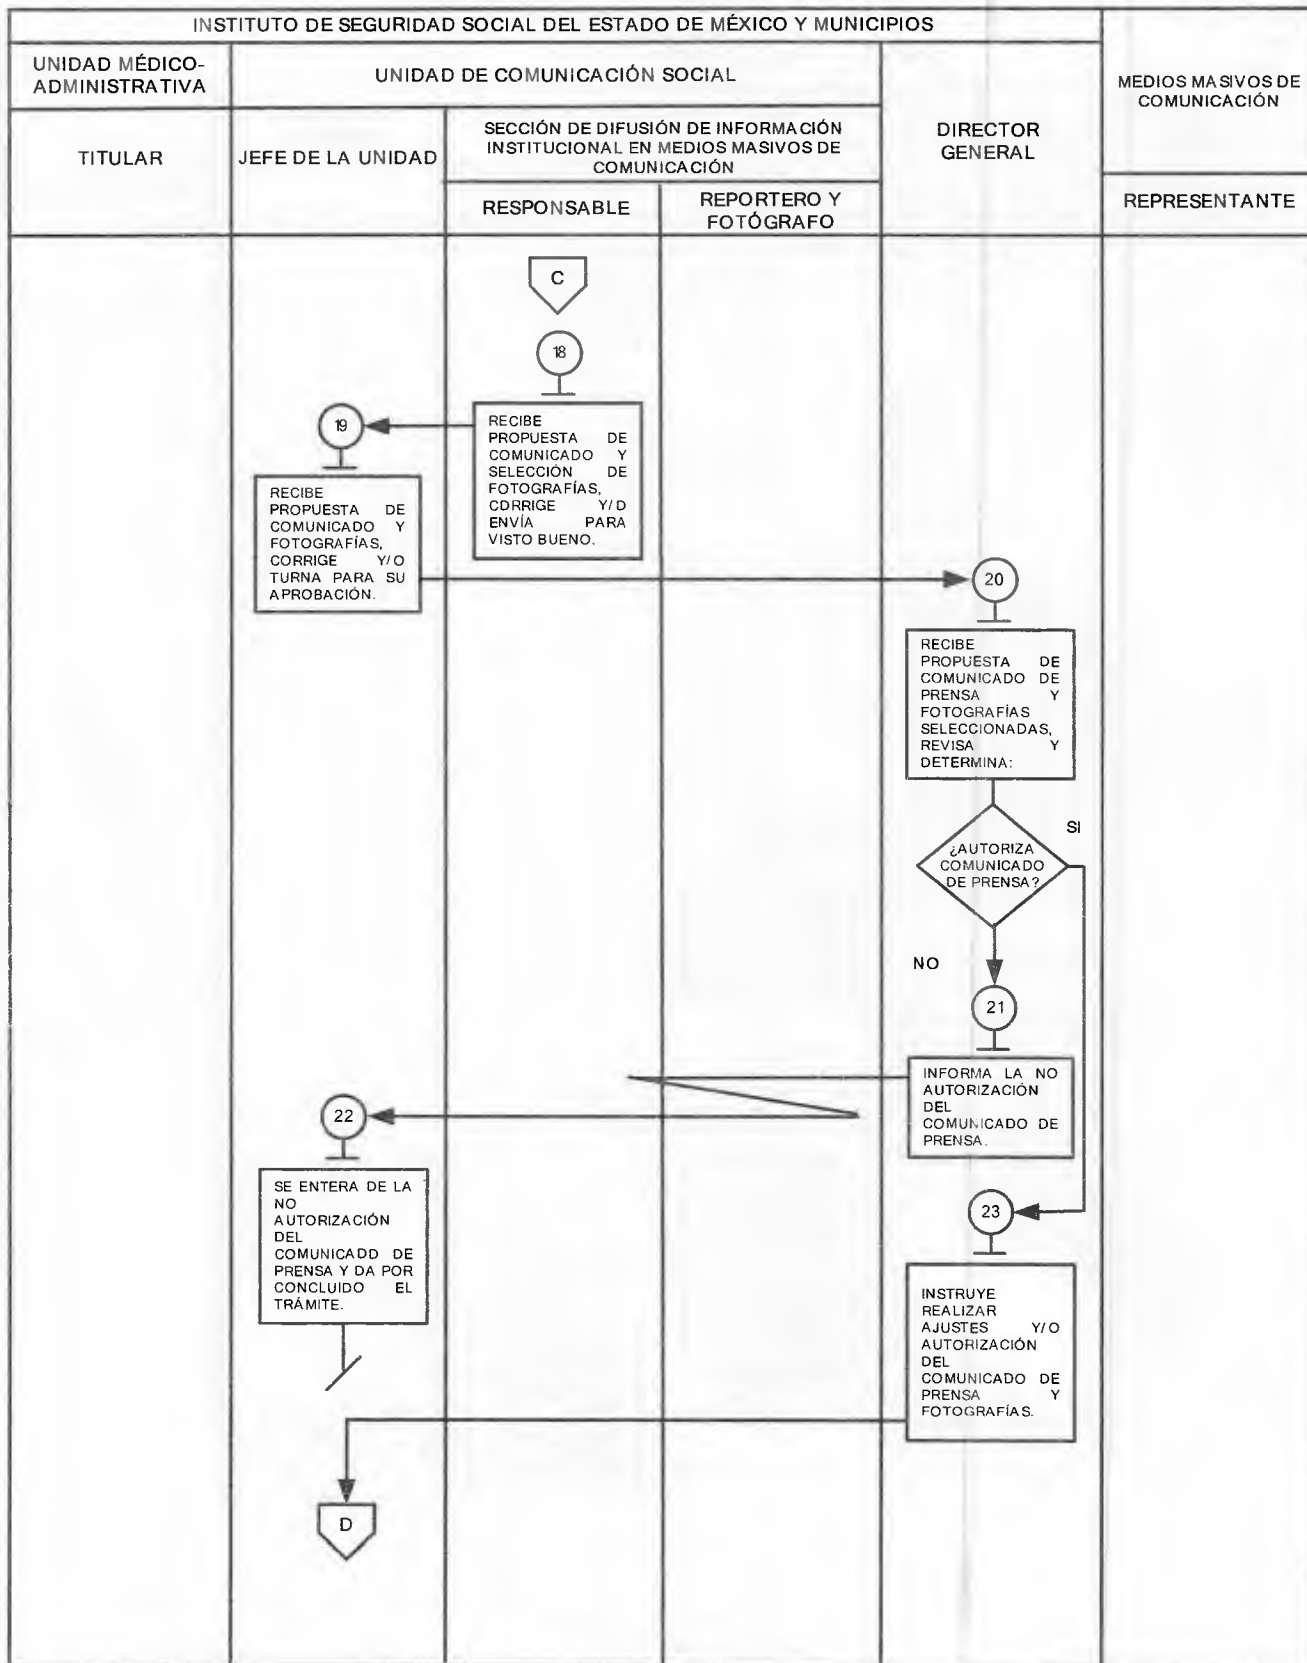 INSTITUTO DE SEGURIDAD SOCIAL DEL ESTADO DE MÉXICO Y MUNICIPIOS
UNIDAD MÉDICO-
ADMINISTRATIVA
UNIDAD DE COMUNICACIÓN SOCIAL
DIRECTOR
GENERAL
MEDIOS MASIVOS DE
COMUNICACIÓN
TITULAR
JEFE DE LA UNIDAD
SECCIÓN DE DIFUSIÓN DE INFORMACIÓN
INSTITUCIONAL EN MEDIOS MASIVOS DE
COMUNICACIÓN
RESPONSABLE
REPORTERO Y
FOTÓGRAFO
REPRESENTANTE
C
18
RECIBE
PROPUESTA DE
COMUNICADO Y
SELECCIÓN DE
FOTOGRAFÍAS,
CDRRIGE Y/D
ENVÍA PARA
VISTO BUENO.
19
RECIBE
PROPUESTA DE
COMUNICADO Y
FOTOGRAFÍAS,
CORRIGE Y/O
TURNA PARA SU
APROBACIÓN.
20
RECIBE
PROPUESTA DE
COMUNICADO DE
PRENSA Y
FOTOGRAFÍAS
SELECCIONADAS,
REVISA Y
DETERMINA:
¿AUTORIZA
COMUNICADO
DE PRENSA?
SI
NO
21
INFORMA LA NO
AUTORIZACIÓN
DEL
COMUNICADO DE
PRENSA.
22
SE ENTERA DE LA
NO
AUTORIZACIÓN
DEL
COMUNICADD DE
PRENSA Y DA POR
CONCLUIDO EL
TRÁMITE.
23
INSTRUYE
REALIZAR
AJUSTES Y/O
AUTORIZACIÓN
DEL
COMUNICADO DE
PRENSA Y
FOTOGRAFÍAS.
D